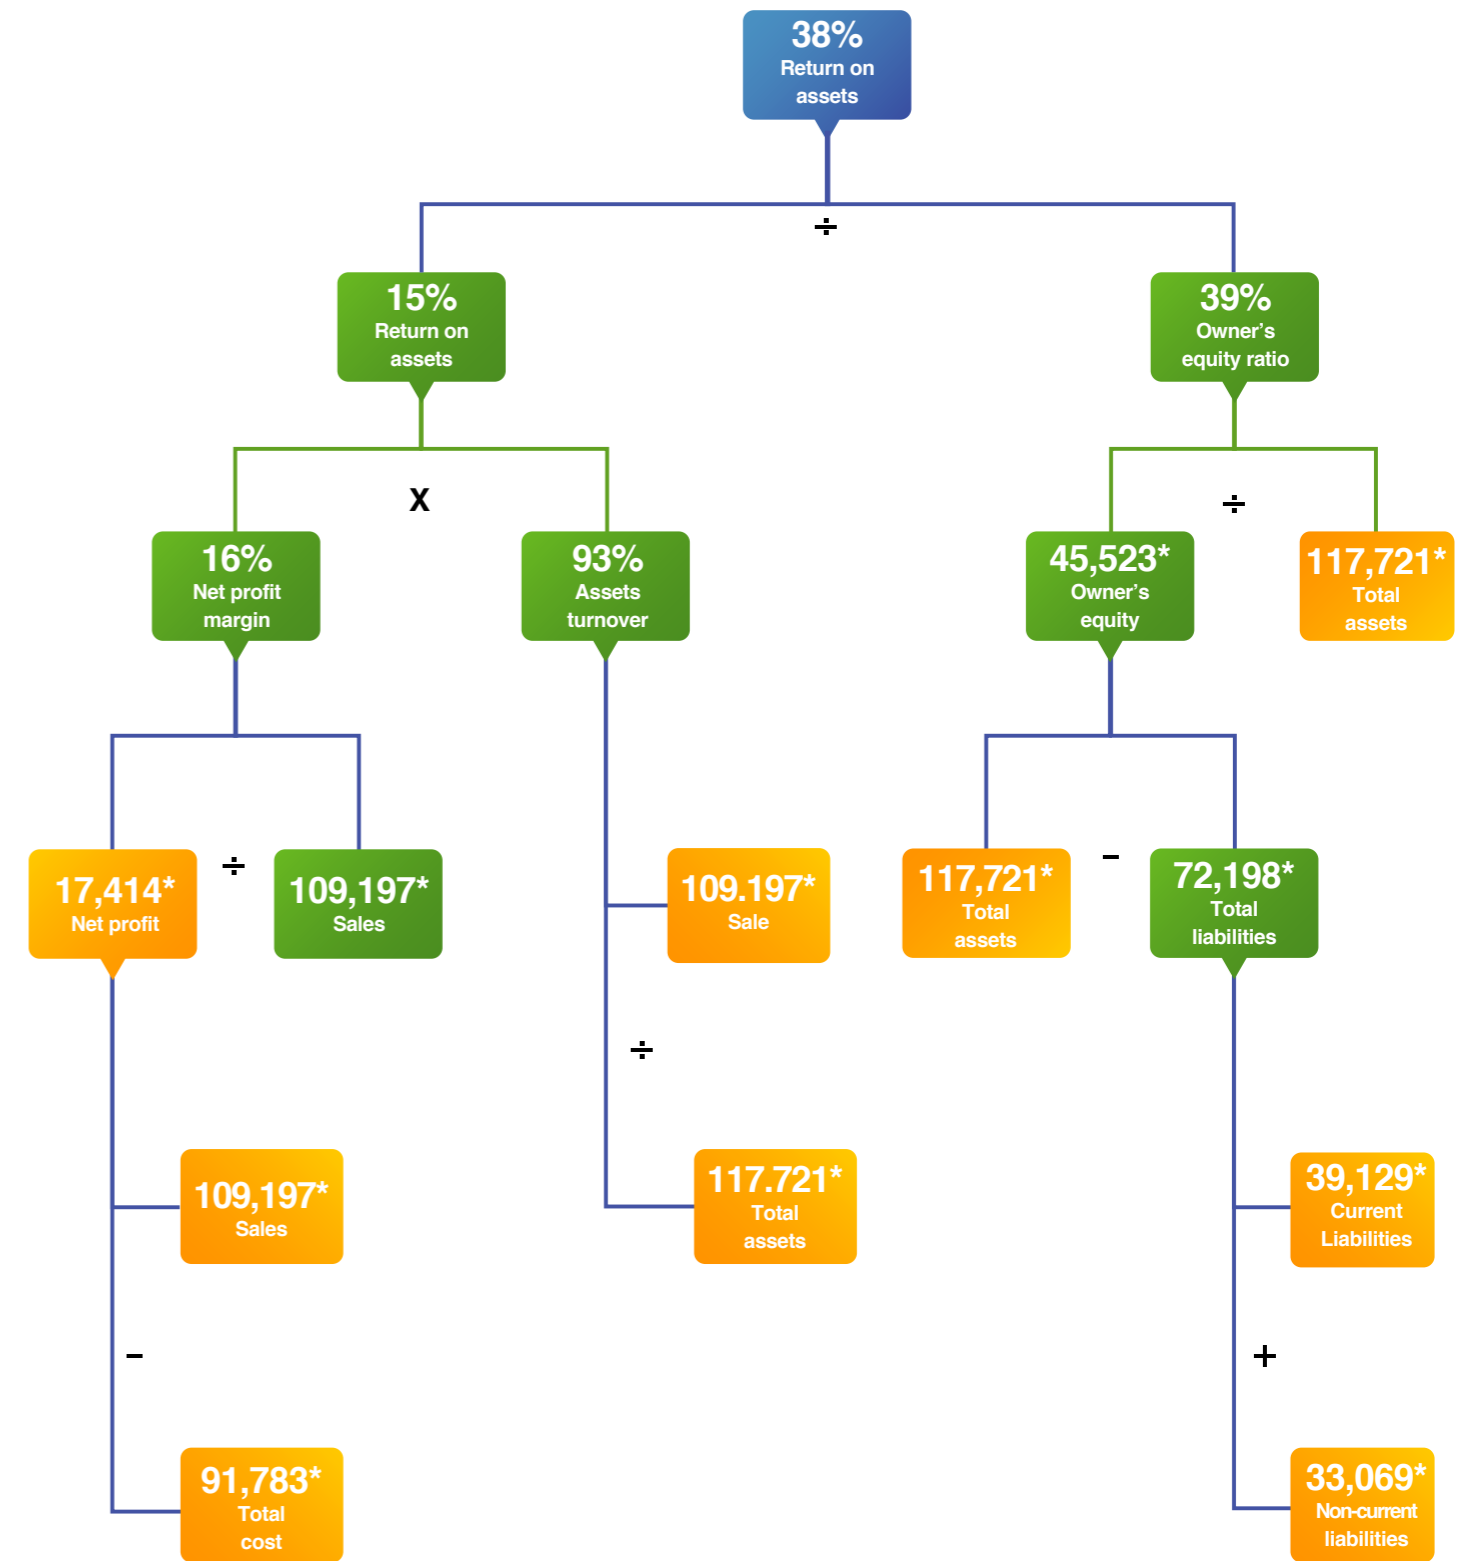 38%
Return on
assets
÷
15%
Return on
assets
39%
Owner's
equity ratio
X
÷
16%
Net profit
margin
93%
Assets
turnover
45,523*
Owner's
equity
117,721*
Total
assets
17,414*
Net profit
÷
109,197*
Sales
109.197*
Sale
117,721*
Total
assets
–
72,198*
Total
liabilities
÷
109,197*
Sales
117.721*
Total
assets
39,129*
Current
Liabilities
–
+
91,783*
Total
cost
33,069*
Non-current
liabilities